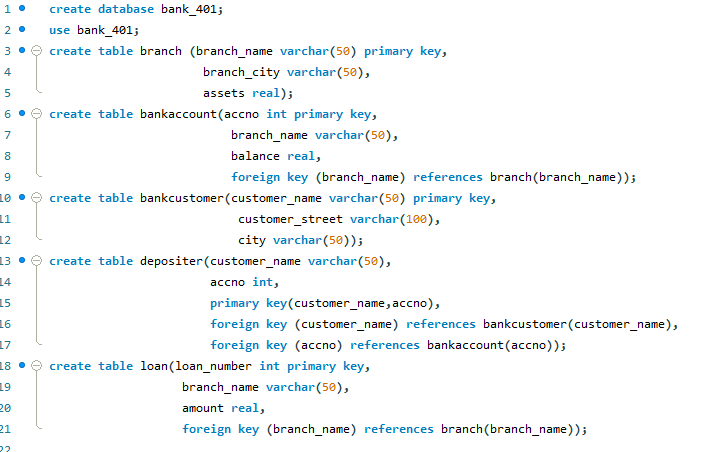 1 create database bank_401;
2 use bank_401;
3 create table branch (branch_name varchar(50) primary key,
4 branch_city varchar(50),
5 assets real);
6 create table bankaccount(accno int primary key,
7 branch_name varchar(50),
8 balance real,
9 foreign key (branch_name) references branch(branch_name));
10 create table bankcustomer(customer_name varchar(50) primary key,
11 customer_street varchar(100),
12 city varchar(50));
13 create table depositer(customer_name varchar(50),
14 accno int,
15 primary key(customer_name,accno),
16 foreign key (customer_name) references bankcustomer(customer_name),
17 foreign key (accno) references bankaccount(accno));
18 create table loan(loan_number int primary key,
19 branch_name varchar(50),
20 amount real,
21 foreign key (branch_name) references branch(branch_name));
22